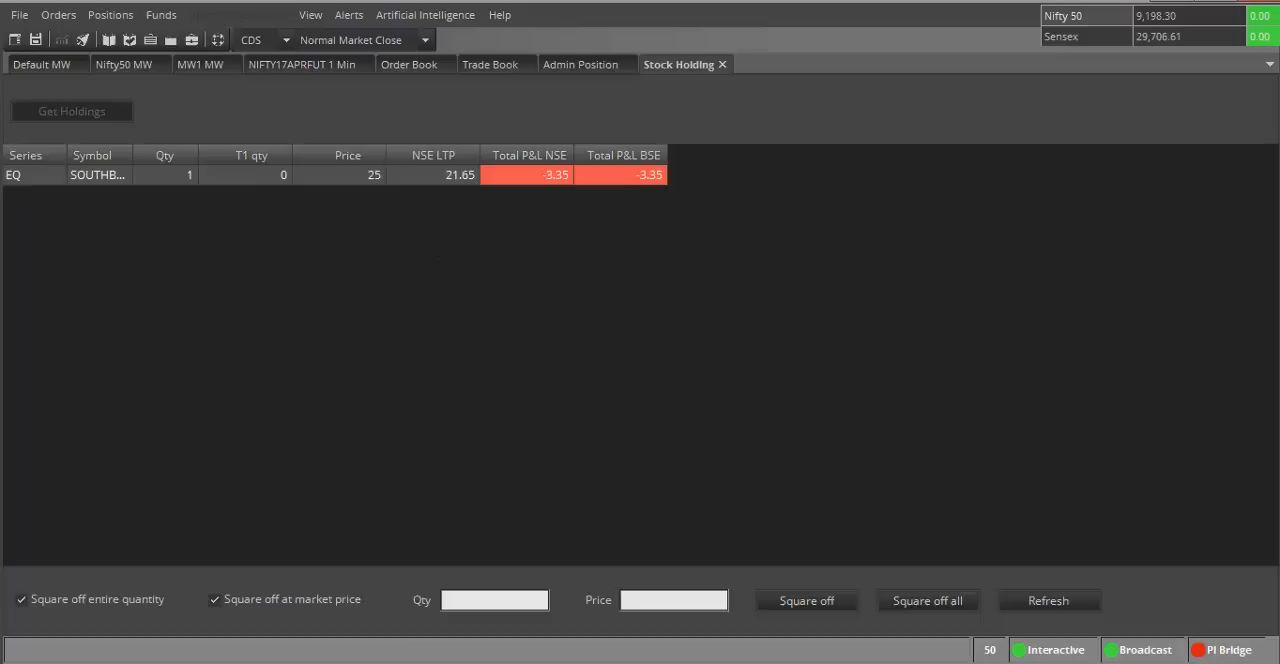 File Orders Positions Funds View Alerts Artificial Intelligence Help
Nifty 50 9,198.30 0.00
CDS Normal Market Close
Sensex 29,706.61 0.00
Default MW Nifty50 MW MW1 MW NIFTY17APRFUT 1 Min Order Book Trade Book Admin Position Stock Holding
Get Holdings
Series Symbol Qty T1 qty Price NSE LTP Total P&L NSE Total P&L BSE
EQ SOUTHB... 1 0 25 21.65 -3.35 -3.35
Square off entire quantity Square off at market price Qty Price Square off Square off all Refresh
50 Interactive Broadcast PI Bridge